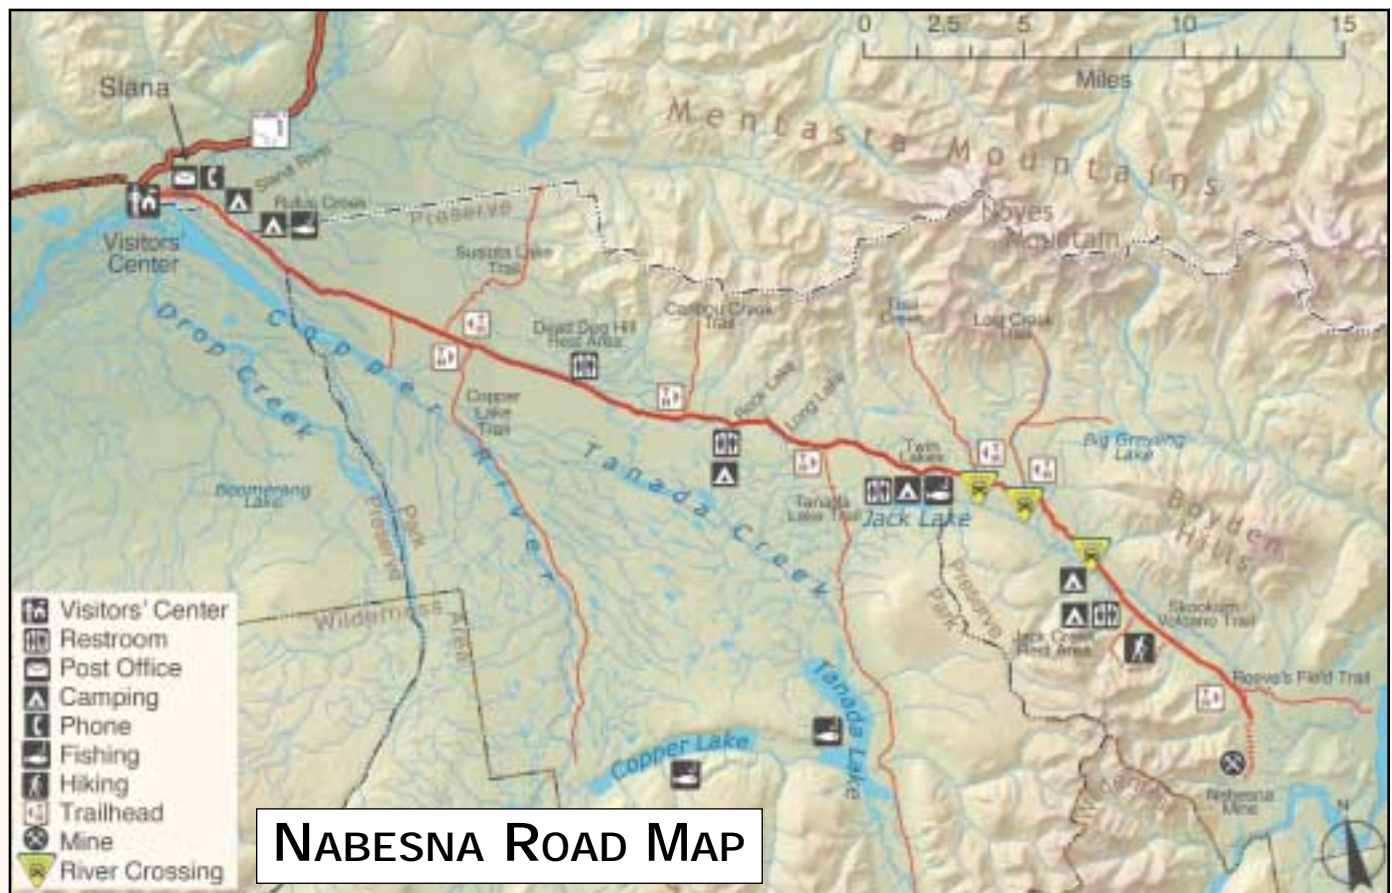 0 2.5 5 10 15
Miles
Slana
Mentasta Mountains
Slana River
Rufus Creek
Preserve
Noyes
Mountain
Visitors'
Center
Susota Lake
Trail
Drop Creek
Copper River
Dead Dog Hill
Rest Area
Caribou Creek
Trail
Trail
Creek
Lost Creek
Trail
Rock Lake
Long Lake
Copper
Lake
Trail
Tanada Creek
Twin
Lakes
Big Grayling
Lake
Boomerang
Lake
Park
Preserve
Tanada
Lake Trail
Jack Lake
Boyden
Hills
Preserve
Park
Wilderness
Area
Skookum
Volcano Trail
Jack Creek
Rest Area
Reeve's Field Trail
Tanada Lake
Copper Lake
Nabesna
Mine
N
Visitors' Center
Restroom
Post Office
Camping
Phone
Fishing
Hiking
Trailhead
Mine
River Crossing
NABESNA ROAD MAP